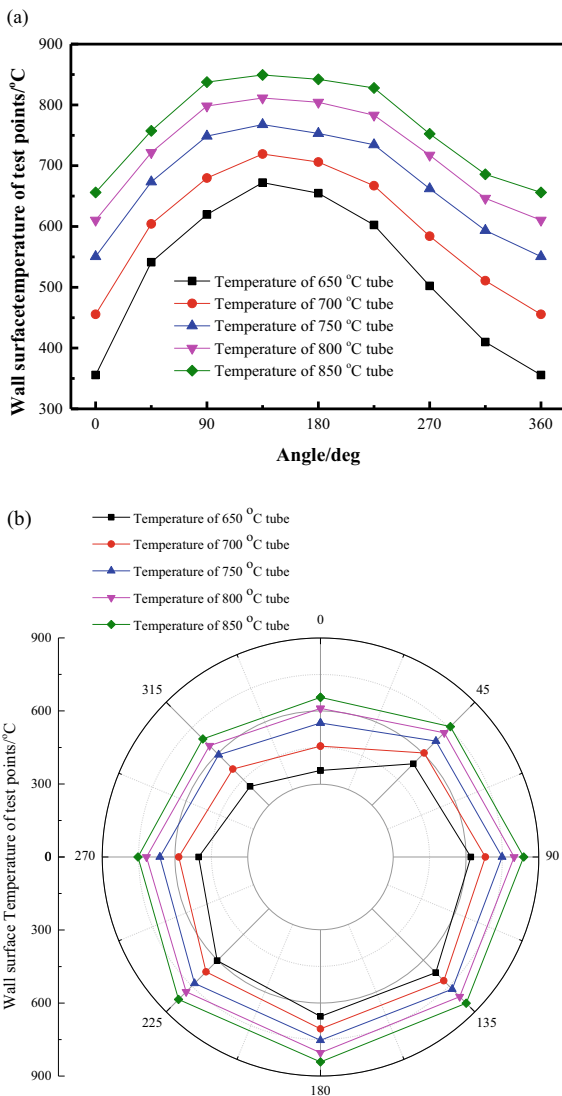 (a)
900
800
700
600
500
400
300
Wall surfacetemperature of test points/°C
Temperature of 650 °C tube
Temperature of 700 °C tube
Temperature of 750 °C tube
Temperature of 800 °C tube
Temperature of 850 °C tube
0 90 180 270 360
Angle/deg
(b)
Temperature of 650 °C tube
Temperature of 700 °C tube
Temperature of 750 °C tube
Temperature of 800 °C tube
Temperature of 850 °C tube
900
600
300
0
300
600
900
Wall surface Temperature of test points/°C
0
45
90
135
180
225
270
315